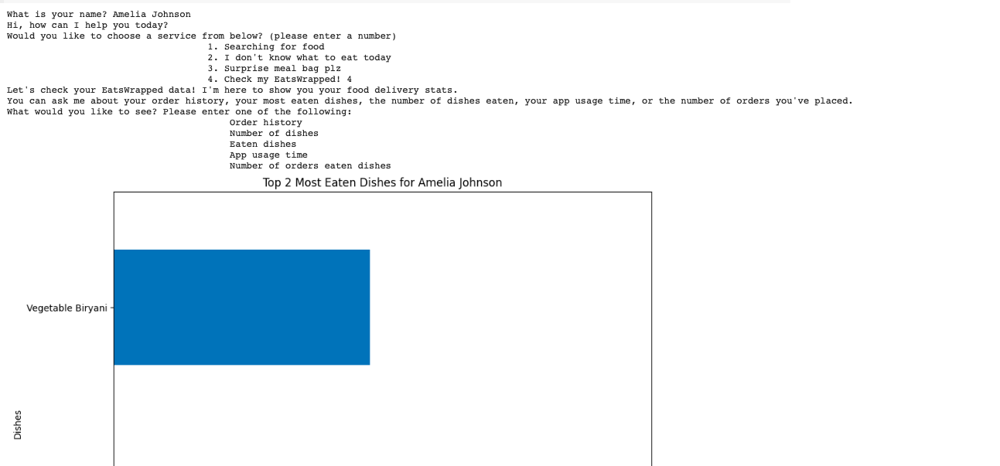 What is your name? Amelia Johnson
Hi, how can I help you today?
Would you like to choose a service from below? (please enter a number)
1. Searching for food
2. I don't know what to eat today
3. Surprise meal bag plz
4. Check my EatsWrapped! 4
Let's check your EatsWrapped data! I'm here to show you your food delivery stats.
You can ask me about your order history, your most eaten dishes, the number of dishes eaten, your app usage time, or the number of orders you've placed.
What would you like to see? Please enter one of the following:
Order history
Number of dishes
Eaten dishes
App usage time
Number of orders eaten dishes
Top 2 Most Eaten Dishes for Amelia Johnson
Vegetable Biryani
Dishes